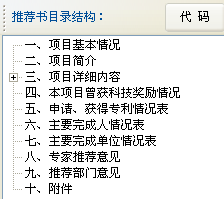 推荐书目录结构：
代 码
一、项目基本情况
二、项目简介
三、项目详细内容
四、本项目曾获科技奖励情况
五、申请、获得专利情况表
六、主要完成人情况表
七、主要完成单位情况表
八、专家推荐意见
九、推荐部门意见
十、附件